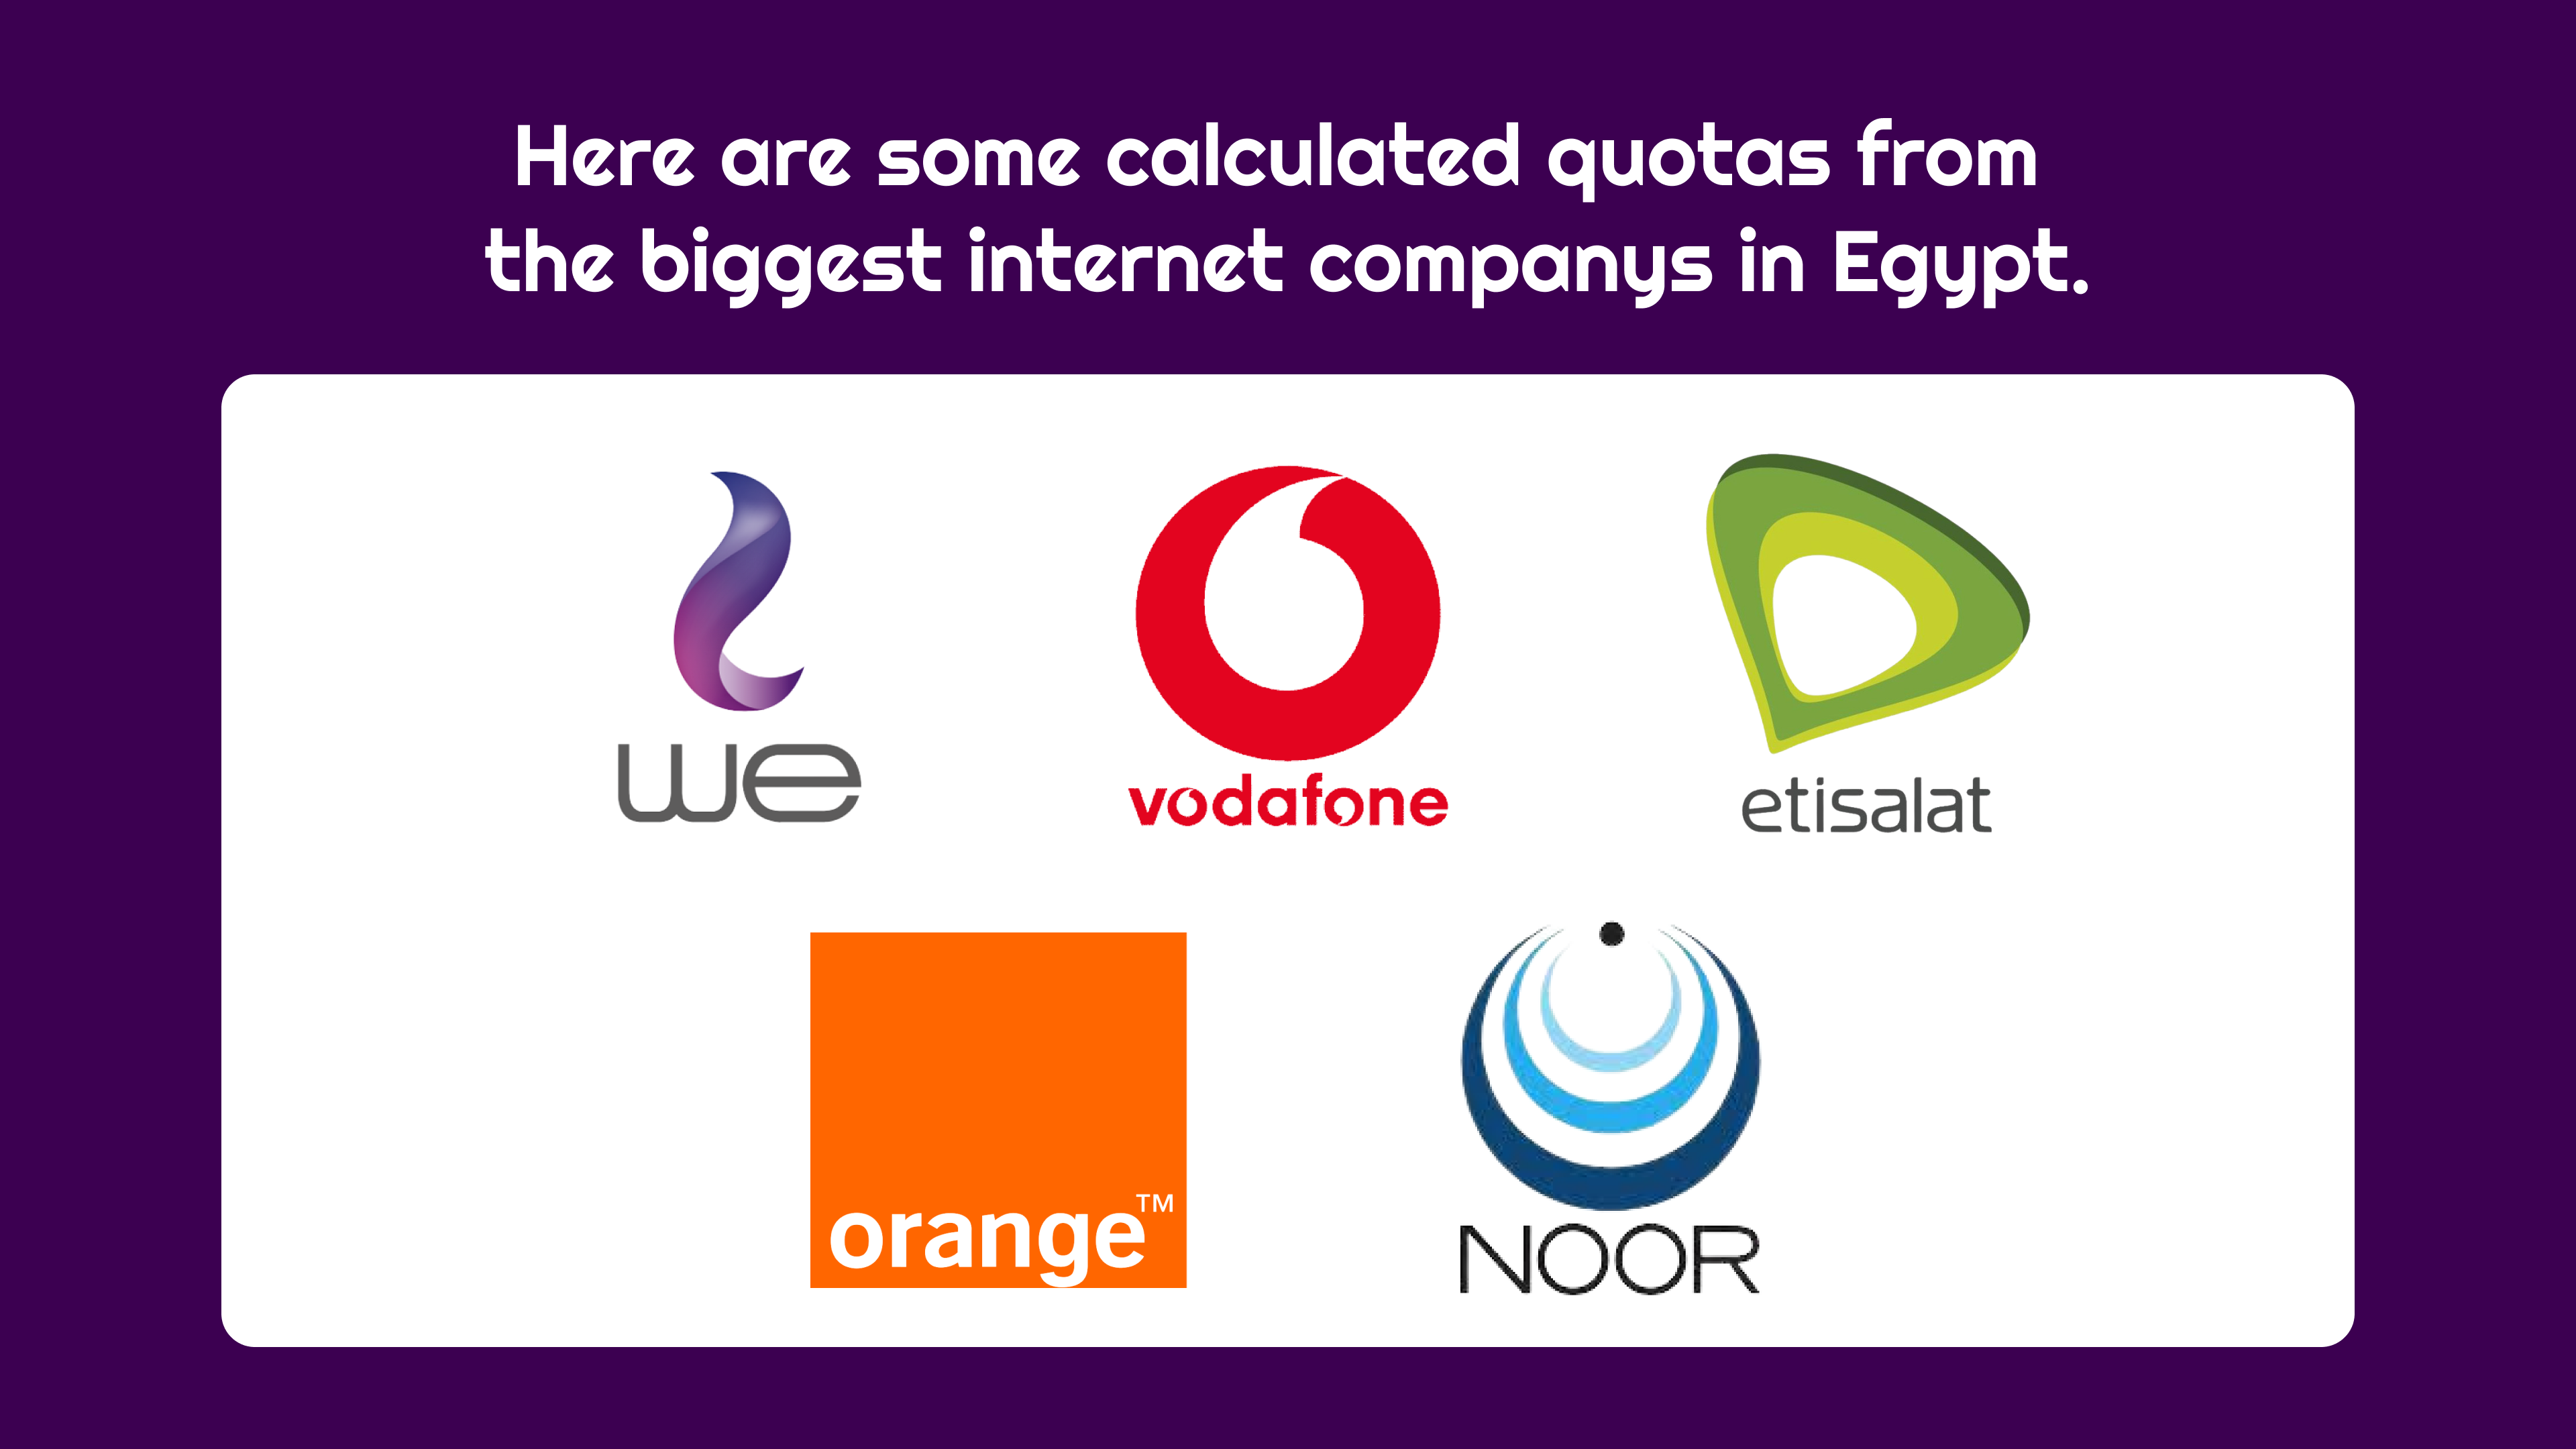 Here are some calculated quotas from
the biggest internet companys in Egypt.
we
vodafone
etisalat
orange™
NOOR